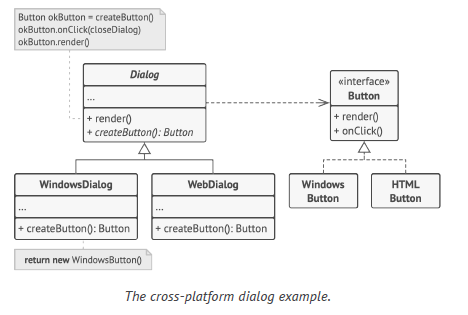 Button okButton = createButton()
okButton.onClick(closeDialog)
okButton.render()
Dialog
...
+ render()
+ createButton(): Button
«interface»
Button
+ render()
+ onClick()
WindowsDialog
...
+ createButton(): Button
WebDialog
...
+ createButton(): Button
Windows
Button
HTML
Button
return new WindowsButton()
The cross-platform dialog example.